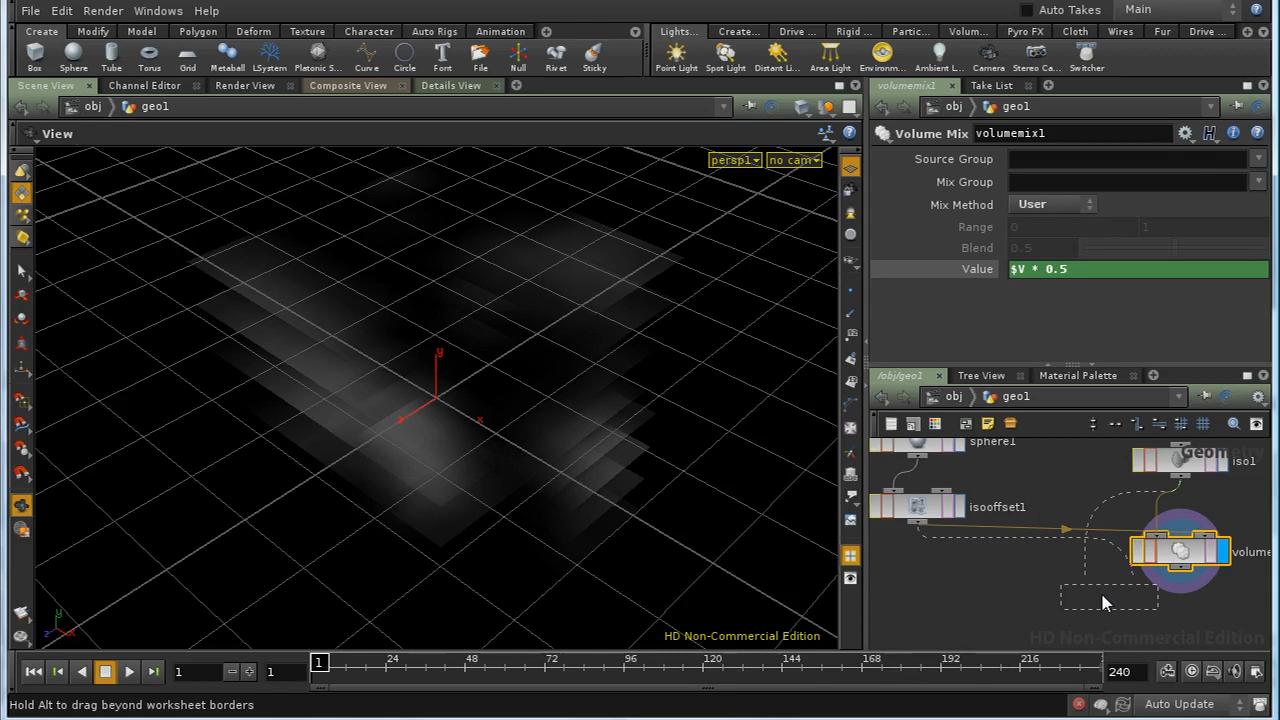 File Edit Render Windows Help
Auto Takes Main
Create Modify Model Polygon Deform Texture Character Auto Rigs Animation
Lights... Create... Drive ... Rigid ... Partic... Volum... Pyro FX Cloth Wires Fur Drive ...
Box Sphere Tube Torus Grid Metaball LSystem Platonic S... Curve Circle Font File Null Rivet Sticky
Point Light Spot Light Distant Li... Area Light Environm... Ambient L... Camera Stereo Ca... Switcher
Scene View Channel Editor Render View Composite View Details View
volumemix1 Take List
obj geo1
obj geo1
View
Volume Mix volumemix1
persp1 no cam
Source Group
Mix Group
Mix Method User
Range 0 1
Blend 0.5
Value $V * 0.5
/obj/geo1 Tree View Material Palette
obj geo1
sphere1
Geometry
iso1
isooffset1
volume
y
z x
y
z x
HD Non-Commercial Edition
HD Non-Commercial Edition
1 1
1 24 48 72 96 120 144 168 192 216
240
Hold Alt to drag beyond worksheet borders
Auto Update